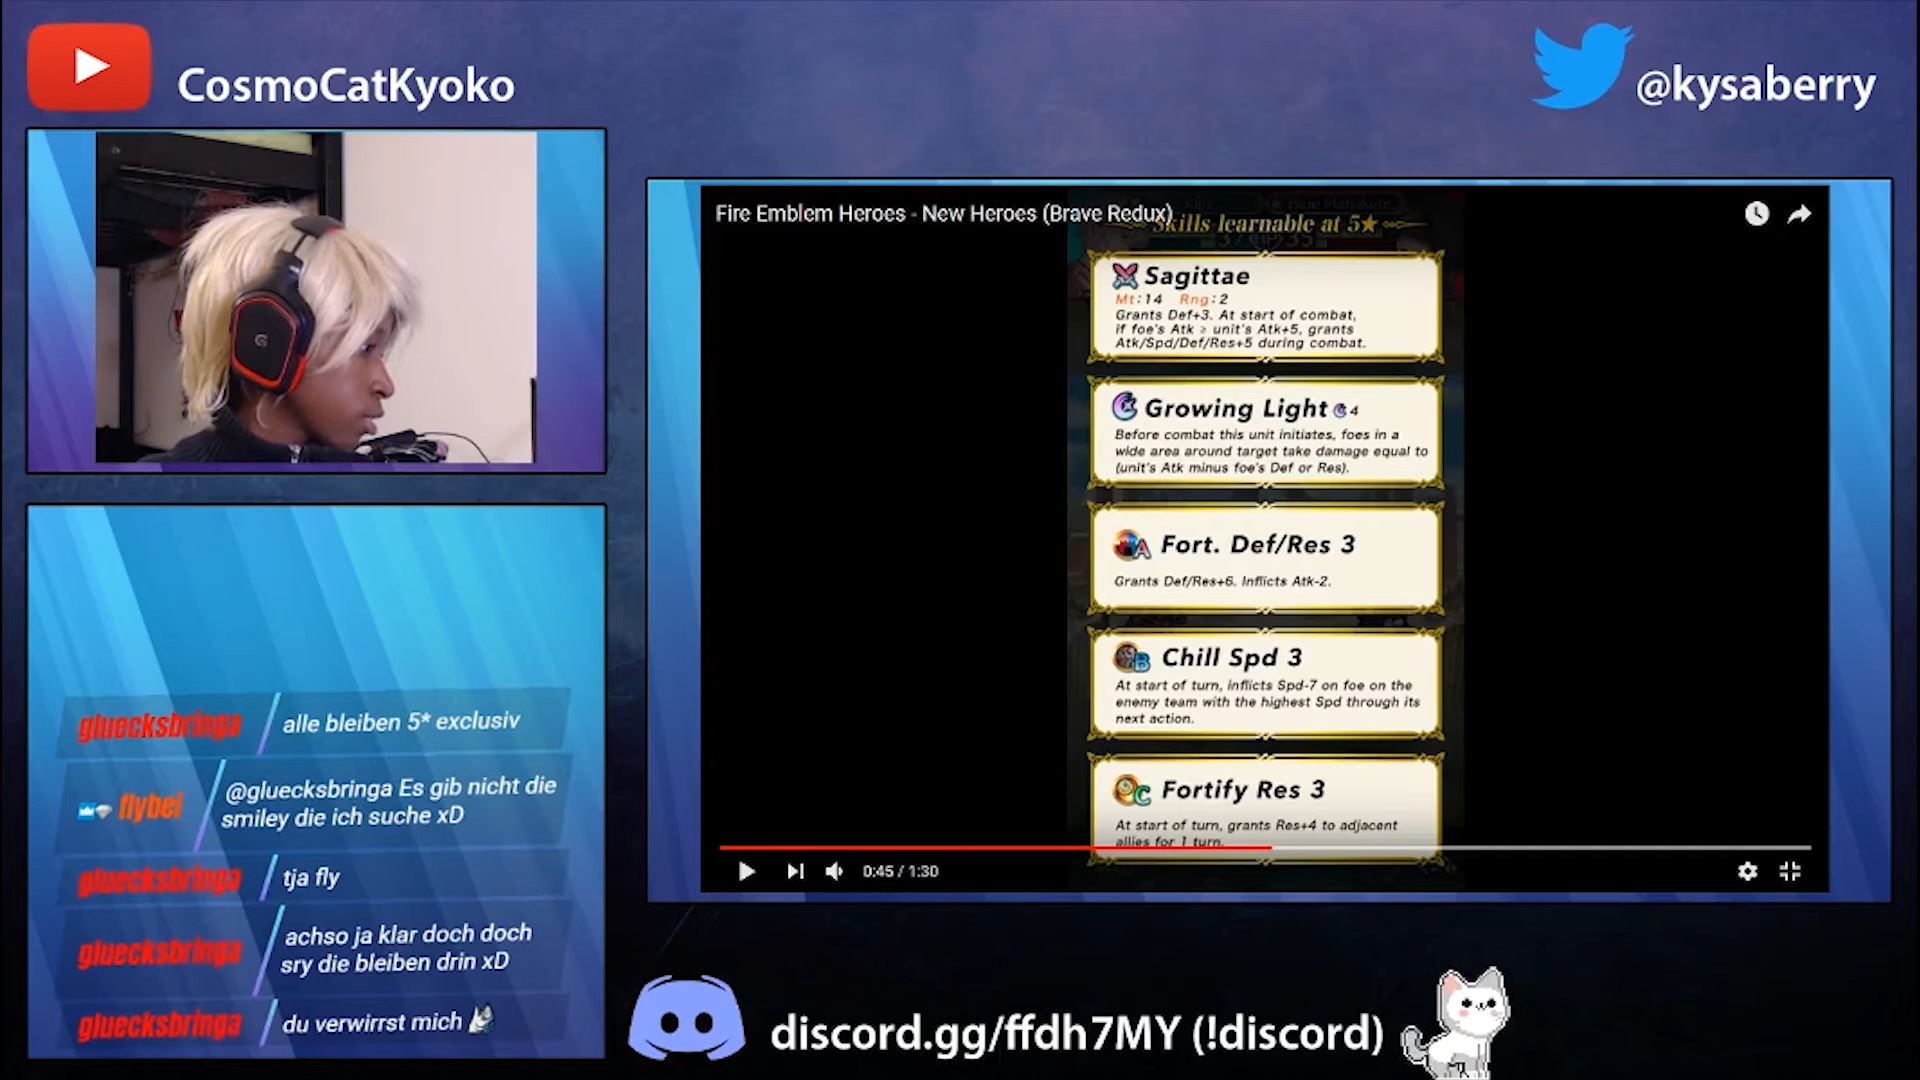 CosmoCatKyoko
@kysaberry
Fire Emblem Heroes - New Heroes (Brave Redux)
Skills learnable at 5★
Sagittae
Mt:14 Rng:2
Grants Def+3. At start of combat,
if foe's Atk ≥ unit's Atk+5, grants
Atk/Spd/Def/Res+5 during combat.
Growing Light 4
Before combat this unit initiates, foes in a
wide area around target take damage equal to
(unit's Atk minus foe's Def or Res).
A
Fort. Def/Res 3
Grants Def/Res+6. Inflicts Atk-2.
B
Chill Spd 3
At start of turn, inflicts Spd-7 on foe on the
enemy team with the highest Spd through its
next action.
C
Fortify Res 3
At start of turn, grants Res+4 to adjacent
allies for 1 turn.
0:45 / 1:30
gluecksbringa
alle bleiben 5* exclusiv
flybei
@gluecksbringa Es gib nicht die
smiley die ich suche xD
gluecksbringa
tja fly
gluecksbringa
achso ja klar doch doch
sry die bleiben drin xD
gluecksbringa
du verwirrst mich
discord.gg/ffdh7MY (!discord)